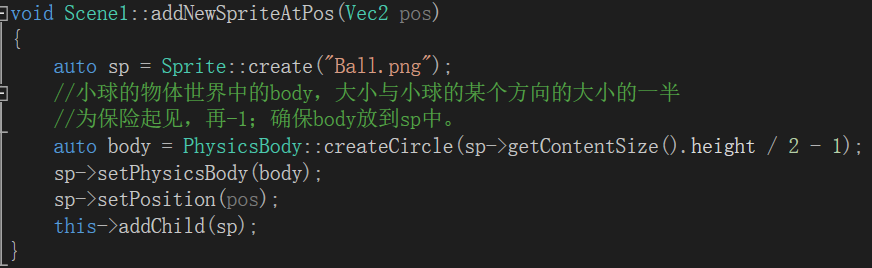 void Scene1::addNewSpriteAtPos(Vec2 pos)
{
auto sp = Sprite::create("Ball.png");
//小球的物体世界中的body，大小与小球的某个方向的大小的一半
//为保险起见，再-1；确保body放到sp中。
auto body = PhysicsBody::createCircle(sp->getContentSize().height / 2 - 1);
sp->setPhysicsBody(body);
sp->setPosition(pos);
this->addChild(sp);
}